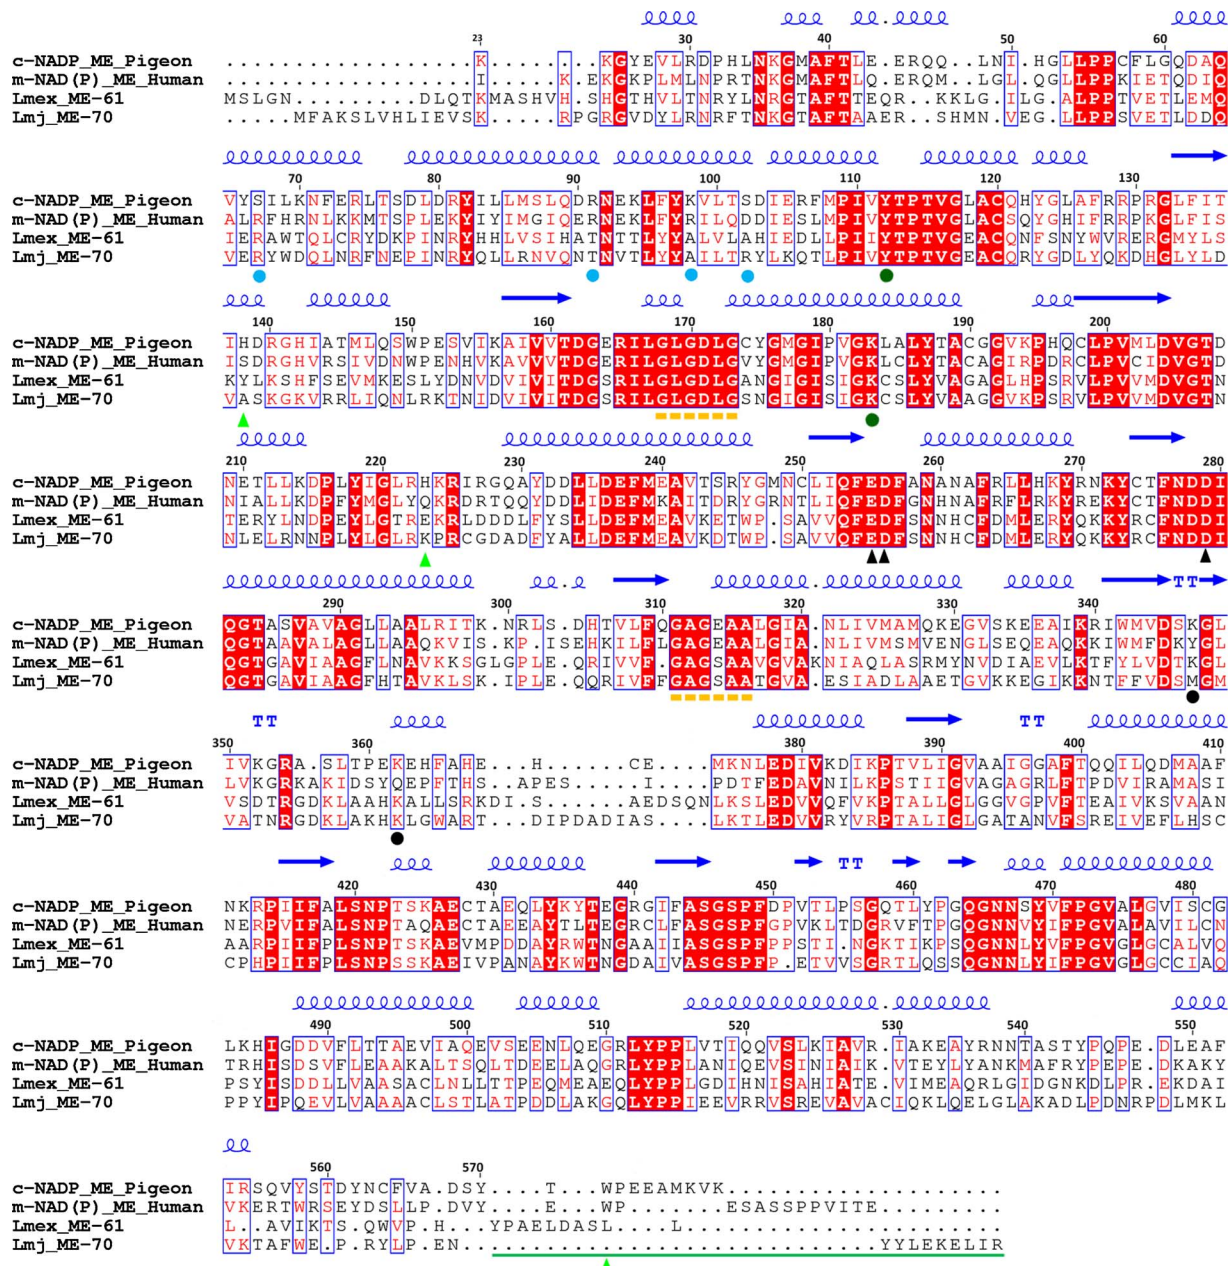 23 30 40 50 60
c-NADP_ME_Pigeon ......................K.......KGYEVLRDPHLNKGMAFTLE.ERQQ..LNI.HGLLPPCFLGQDAQ
m-NAD(P)_ME_Human ......................I.....K.EKGKPLMLNPRTNKGMAFTLQ.ERQM..LGL.QGLLPPKIETQDIQ
Lmex_ME-61 MSLGN.........DLQTKMASHVH.SHGTHVLTNRYLNRGTAFTTEQR..KKLG.ILG.ALPPTVETLEMQ
Lmj_ME-70 .....MFAKSLVHLIEVSK.....RPGRGVDYLRNRFTNKGTAFTAAER..SHMN.VEG.LLPPSVETLDDQ
70 80 90 100 110 120 130
c-NADP_ME_Pigeon VYSILKNFERLTSDLDRYILLMSLQDRNEKLFYKVLTSDIERFMPIVYTPTVGLACQHYGLAFRRPRGLFIT
m-NAD(P)_ME_Human ALRFHRNLKKMTSPLEKYIYIMGIQERNEKLFYRILQDDIESLMPIVYTPTVGLACSQYGHIFRRPKGLFIS
Lmex_ME-61 IERAWTQLCRYDKPINRYHHLVSIHATNTTLYYALVLAHIEDLLPIIYTPTVGEACQNFSNYWVRERGMYLS
Lmj_ME-70 VERYWDQLNRFNEPINRYQLLRNVQNTNVTLYYAILTRYLKQTLPIVYTPTVGEACQRYGDLYQKDHGLYLD
140 150 160 170 180 190 200
c-NADP_ME_Pigeon IHDRGHIATMLQSWPESVIKAIVVTDGERILGLGDLGCYGMGIPVGKLALYTACGGVKPHQCLPVMLDVGTD
m-NAD(P)_ME_Human ISDRGHVRSIVDNWPENHVKAVVVTDGERILGLGDLGVYGMGIPVGKLCLYTACAGIRPDRCLPVCIDVGTD
Lmex_ME-61 KYLKSHFSEVMKESLYDNVDVIVITDGSRILGLGDLGANGIGISIGKCSLYVAGAGLHPSRVLPVVMDVGTN
Lmj_ME-70 VASKGKVRRLIQNLRKTNIDVIVITDGSRILGLGDLGSNGIGISIGKCSLYVAAGGVKPSRVLPVVMDVGTN
210 220 230 240 250 260 270 280
c-NADP_ME_Pigeon NETLLKDPLYIGLRHKRIRGQAYDDLLDEFMEAVTSRYGMNCLIQFEDFANANAFRLLHKYRNKYCTFNDDI
m-NAD(P)_ME_Human NIALLKDPFYMGLYQKRDRTQQYDDLIDEFMKAITDRYGRNTLIQFEDFGNHNAFRFLRKYREKYCTFNDDI
Lmex_ME-61 TERYLNDPEYLGTREKRLDDDLFYSLLDEFMEAVKETWP.SAVVQFEDFSNNHCFDMLERYQKKYRCFNDDI
Lmj_ME-70 NLELRNNPLYLGLRKPRCGDADFYALLDEFMEAVKDTWP.SAVVQFEDFGNNHCFDMLEKYQKKYRCFNDDI
290 300 310 320 330 340
c-NADP_ME_Pigeon QGTASVAVAGLLAALRITK.NRLS.DHTVLFQGAGEAALGIA.NLIVMAMQKEGVSKEEAIKRIWMVDSKGL
m-NAD(P)_ME_Human QGTAAVALAGLLAAQKVIS.KP.ISEHKILFLGAGEAALGIA.NLIVMSMVENGLSEQEAQKKIWMFDKYGL
Lmex_ME-61 QGTGAVIAAGFLNAVKKSGLGPLE.QRIVVF.GAGSAAVGVAKNIAQLASRMYNVDIAEVLKTFYLVDTKGL
Lmj_ME-70 QGTGAVIAAGFHTAVKLSK.IPLE.QQRIVFFGAGSAATGVA.ESIADLAAETGVKKEGIKKNTFFVDSMGM
350 360 380 390 400 410
c-NADP_ME_Pigeon IVKGRA.SLTPEKEHFAHE...H......CE....MKNLEDIVKDIKPTVLIGVAAIGGAFTQQILQDMAAF
m-NAD(P)_ME_Human LVKGRKAKIDSYQEPFTHS...APES....I....PDTFEDAVNILKPSTIIGVAGAGPLFTPDVIRAMASI
Lmex_ME-61 VSDTRGDKLAAHKALLSRKDI.S......AEDSQNLKSLEDVVQFVKPTALLGLGGVGPVFTEAIVKSVAAN
Lmj_ME-70 VATNRGDKLAKHKLGWART...DIPDADIAS....LKTLEDVVRYVRPTALIGLGATANVFSREIVEFLHSC
420 430 440 450 460 470 480
c-NADP_ME_Pigeon NKRPIIFALSNPTSKAECTAEQLYKYTEGRGIFASGSPFDPVTLPSGQTLYPGQGNNSYVFPGVALGVISCG
m-NAD(P)_ME_Human NERPVIFALSNPTAQAECTAEEAYTLTEGRCLFASGSPFGPVKLTDGRVFTPGQGNNVYIFPGVALAVILCN
Lmex_ME-61 AARPIIFPLSNPTSKAEVMPDDAYRWTNGAAIIASGSPFPPSTI.NGKTIKPSQGNNLYVFPGVGLGCALVQ
Lmj_ME-70 CPHPIIFPLSNPSSKAEIVPANAYKWTNGDAIVASGSPFP.ETVVSGRTLQSSQGNNLYIFPGVGLGCCIAQ
490 500 510 520 530 540 550
c-NADP_ME_Pigeon LKHIGDDVFLTTAEVIAQEVSEENLQEGRLYPPLVTIQQVSLKIAVR.IAKEAYRNNTASTYPQPE.DLEAF
m-NAD(P)_ME_Human TRHISDSVFLEAAKALTSQLTDEELAQGRLYPPLANIQEVSINIAIK.VTEYLYANKMAFRYPEPE.DKAKY
Lmex_ME-61 PSYISDDLLVAASACLNLLTTPEQMEAEQLYPPLGDIHNISAHIATE.VIMEAQRLGIDGNKDLPR.EKDAI
Lmj_ME-70 PPYIPQEVLVAAAACLSTLATPDDLAKGQLYPPIEEVRRVSREVAVACIQKLQELGLAKADLPDNRPDLMKL
560 570
c-NADP_ME_Pigeon IRSQVYSTDYNCFVA.DSY....T...WPEEAMKVK....................
m-NAD(P)_ME_Human VKERTWRSEYDSLLP.DVY....E...WP.......ESASSPPVITE.........
Lmex_ME-61 L..AVIKTS.QWVP.H...YPAELDASL....L.......................
Lmj_ME-70 VKTAFWE.P.RYLP.EN...............................YYLEKELIR